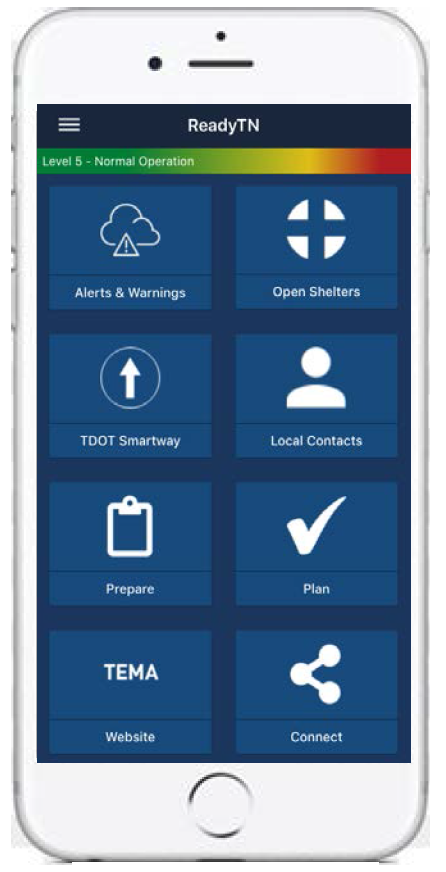 ReadyTN
Level 5 - Normal Operation
Alerts & Warnings
Open Shelters
TDOT Smartway
Local Contacts
Prepare
Plan
TEMA
Website
Connect